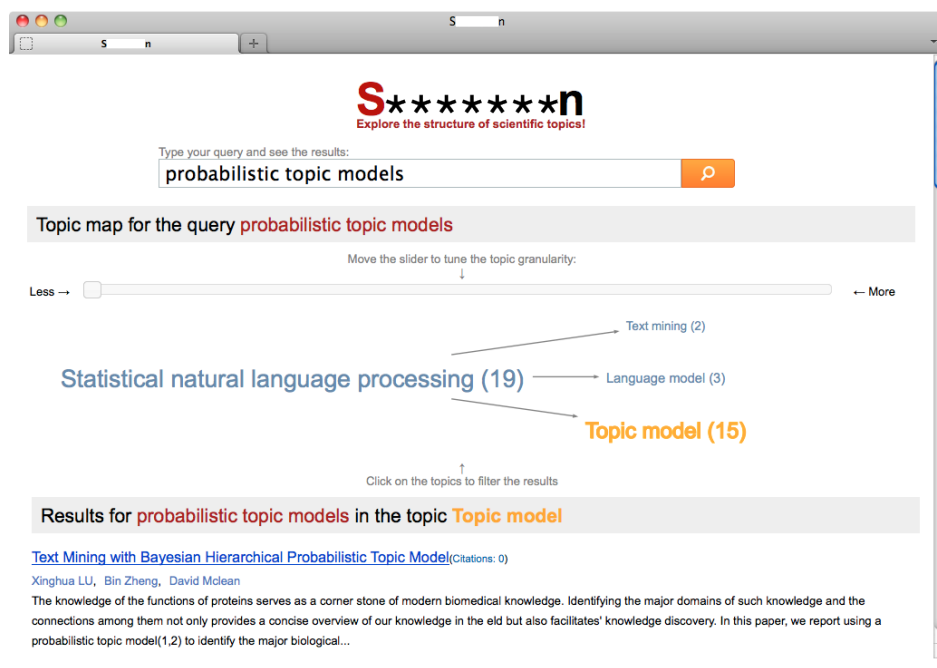 S n
S n
S*******n
Explore the structure of scientific topics!
Type your query and see the results:
probabilistic topic models
Topic map for the query probabilistic topic models
Move the slider to tune the topic granularity:
↓
Less → ← More
Text mining (2)
Statistical natural language processing (19)
Language model (3)
Topic model (15)
↑
Click on the topics to filter the results
Results for probabilistic topic models in the topic Topic model
Text Mining with Bayesian Hierarchical Probabilistic Topic Model(Citations: 0)
Xinghua LU, Bin Zheng, David Mclean
The knowledge of the functions of proteins serves as a corner stone of modern biomedical knowledge. Identifying the major domains of such knowledge and the
connections among them not only provides a concise overview of our knowledge in the eld but also facilitates' knowledge discovery. In this paper, we report using a
probabilistic topic model(1,2) to identify the major biological...